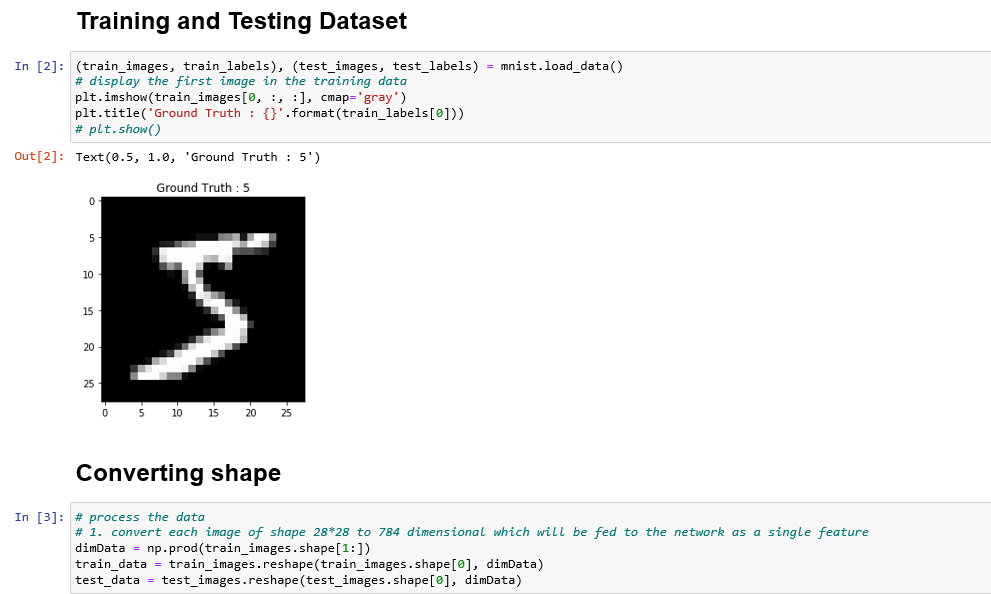 Training and Testing Dataset
In [2]: (train_images, train_labels), (test_images, test_labels) = mnist.load_data()
# display the first image in the training data
plt.imshow(train_images[0, :, :], cmap='gray')
plt.title('Ground Truth : {}'.format(train_labels[0]))
# plt.show()
Out[2]: Text(0.5, 1.0, 'Ground Truth : 5')
Ground Truth : 5
0
5
10
15
20
25
0 5 10 15 20 25
Converting shape
In [3]: # process the data
# 1. convert each image of shape 28*28 to 784 dimensional which will be fed to the network as a single feature
dimData = np.prod(train_images.shape[1:])
train_data = train_images.reshape(train_images.shape[0], dimData)
test_data = test_images.reshape(test_images.shape[0], dimData)